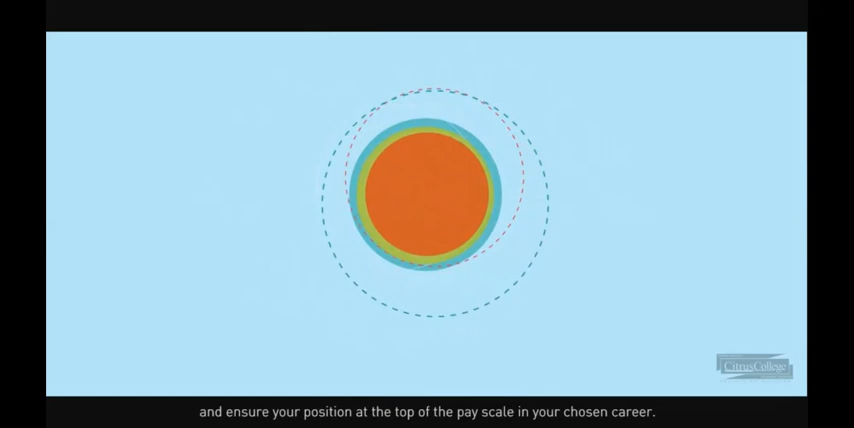 CitrusCollege
and ensure your position at the top of the pay scale in your chosen career.